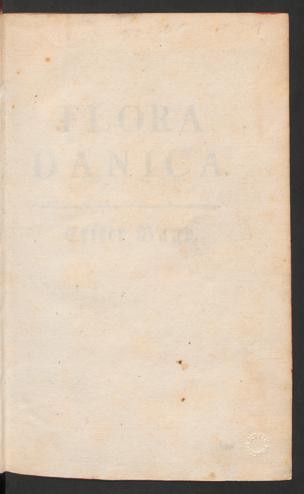 FLORA
DANICA.
Erster Band.